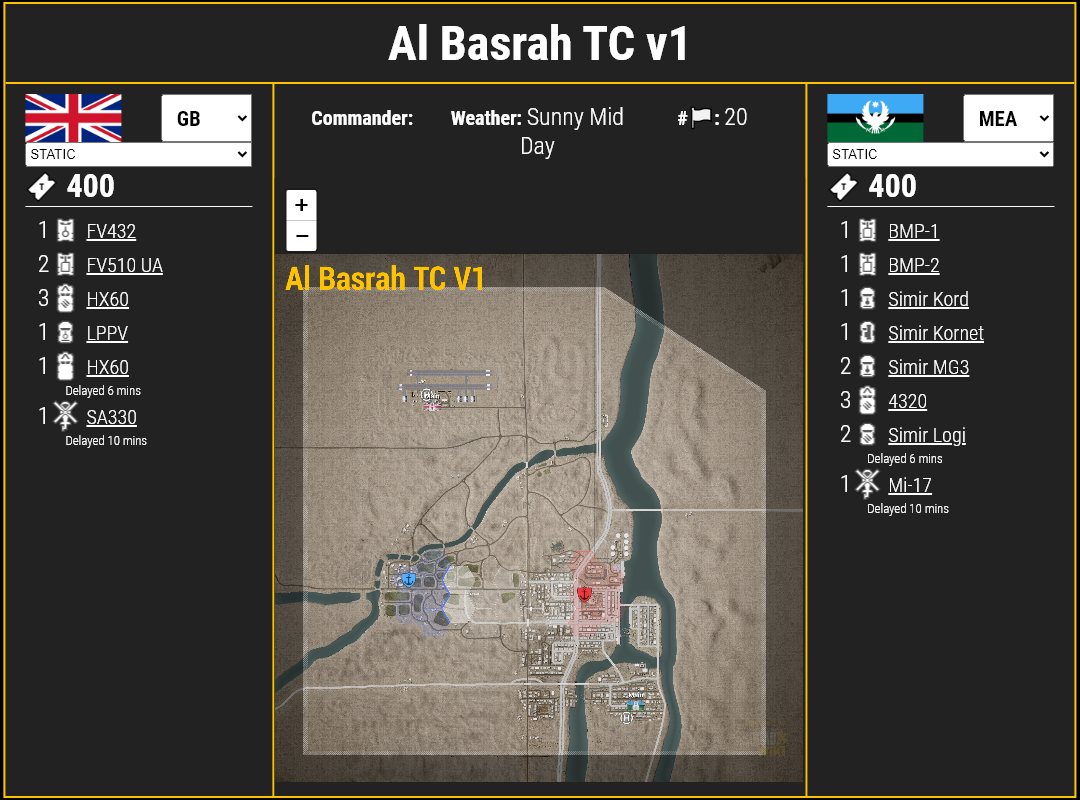 Al Basrah TC v1
GB
STATIC
400
1 FV432
2 FV510 UA
3 HX60
1 LPPV
1 HX60
Delayed 6 mins
1 SA330
Delayed 10 mins
Commander:
Weather: Sunny Mid
Day
# : 20
+
−
Al Basrah TC V1
Main
Main
MEA
STATIC
400
1 BMP-1
1 BMP-2
1 Simir Kord
1 Simir Kornet
2 Simir MG3
3 4320
2 Simir Logi
Delayed 6 mins
1 Mi-17
Delayed 10 mins